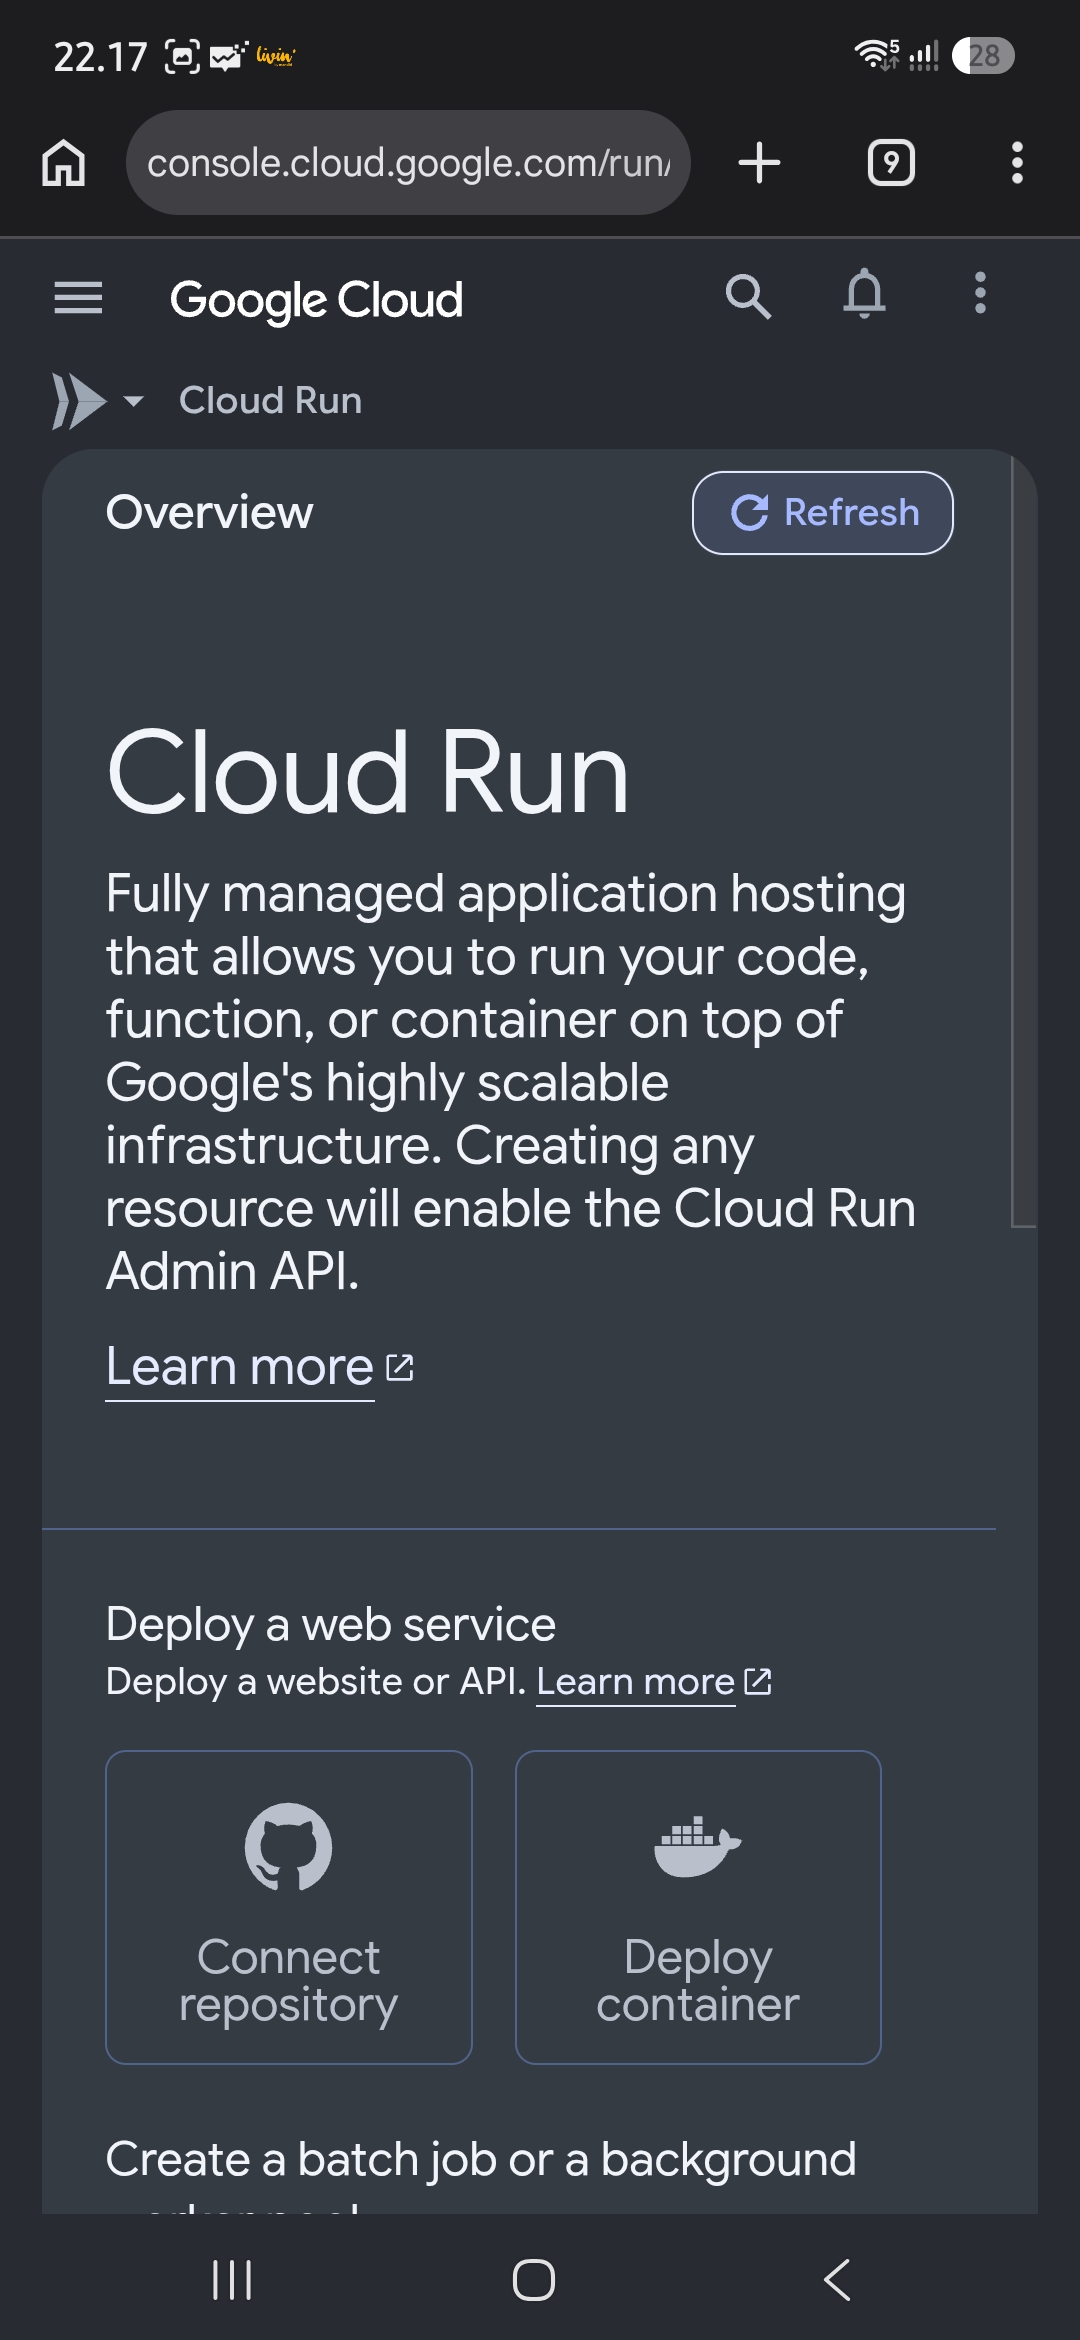 22.17
livin'
5
28
console.cloud.google.com/run/
9
Google Cloud
Cloud Run
Overview
Refresh
Cloud Run
Fully managed application hosting
that allows you to run your code,
function, or container on top of
Google's highly scalable
infrastructure. Creating any
resource will enable the Cloud Run
Admin API.
Learn more
Deploy a web service
Deploy a website or API. Learn more
Connect
repository
Deploy
container
Create a batch job or a background